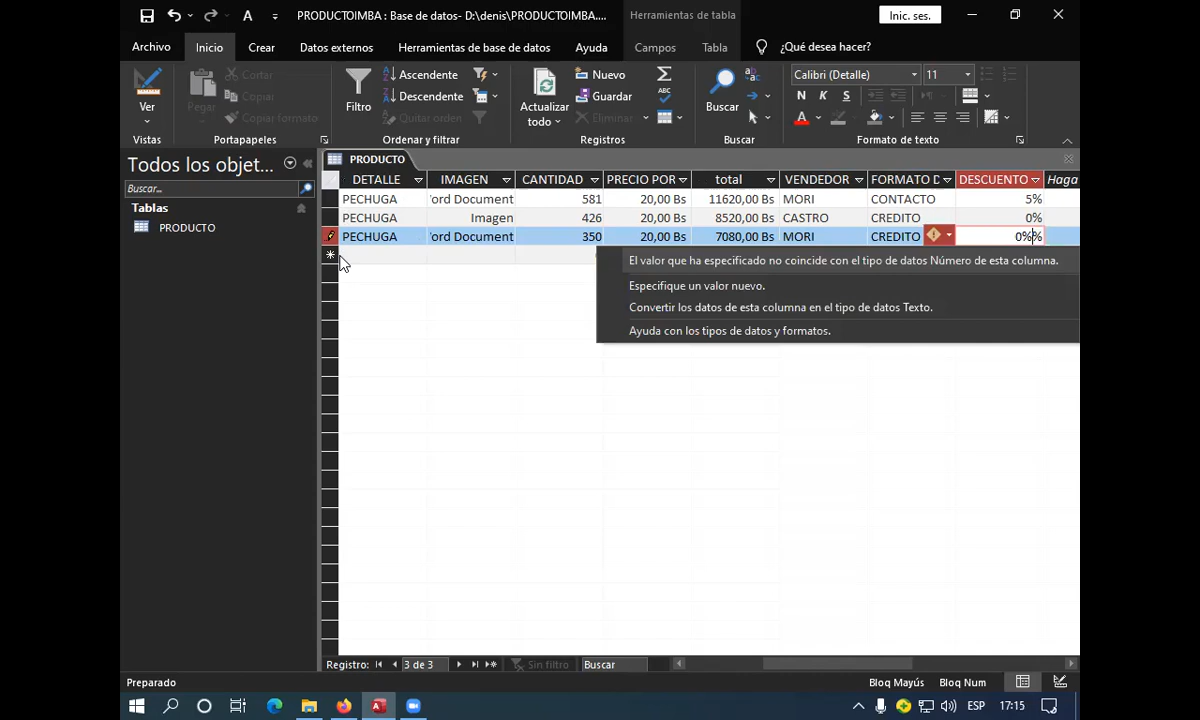 PRODUCTOIMBA : Base de datos- D:\denis\PRODUCTOIMBA....
Herramientas de tabla
Inic. ses.
Archivo Inicio Crear Datos externos Herramientas de base de datos Ayuda Campos Tabla ¿Qué desea hacer?
Ver
Vistas
Pegar
Cortar
Copiar
Copiar formato
Portapapeles
Filtro
Ascendente
Descendente
Quitar orden
Ordenar y filtrar
Actualizar
todo
Nuevo
Guardar
Eliminar
Registros
Buscar
Buscar
Calibri (Detalle) 11
N K S
Formato de texto
Todos los objet...
Buscar...
Tablas
PRODUCTO
PRODUCTO
DETALLE IMAGEN CANTIDAD PRECIO POR total VENDEDOR FORMATO D DESCUENTO Haga
PECHUGA 'ord Document 581 20,00 Bs 11620,00 Bs MORI CONTACTO 5%
PECHUGA Imagen 426 20,00 Bs 8520,00 Bs CASTRO CREDITO 0%
PECHUGA 'ord Document 350 20,00 Bs 7080,00 Bs MORI CREDITO 0%%
El valor que ha especificado no coincide con el tipo de datos Número de esta columna.
Especifique un valor nuevo.
Convertir los datos de esta columna en el tipo de datos Texto.
Ayuda con los tipos de datos y formatos.
Registro: 3 de 3 Sin filtro Buscar
Preparado
Bloq Mayús Bloq Num
ESP 17:15